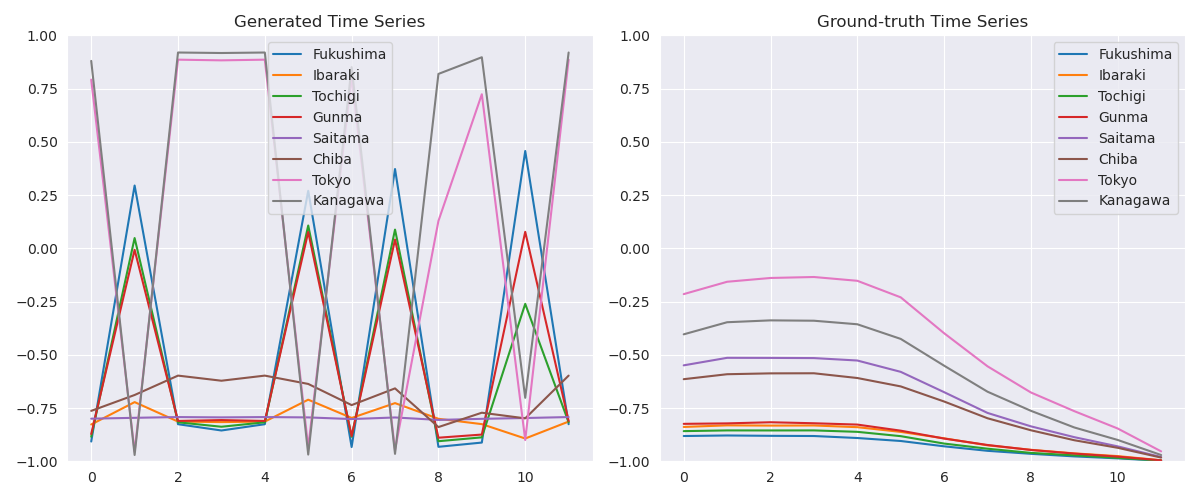 Generated Time Series
1.00
0.75
0.50
0.25
0.00
−0.25
−0.50
−0.75
−1.00
0 2 4 6 8 10
Fukushima
Ibaraki
Tochigi
Gunma
Saitama
Chiba
Tokyo
Kanagawa
Ground-truth Time Series
1.00
0.75
0.50
0.25
0.00
−0.25
−0.50
−0.75
−1.00
0 2 4 6 8 10
Fukushima
Ibaraki
Tochigi
Gunma
Saitama
Chiba
Tokyo
Kanagawa